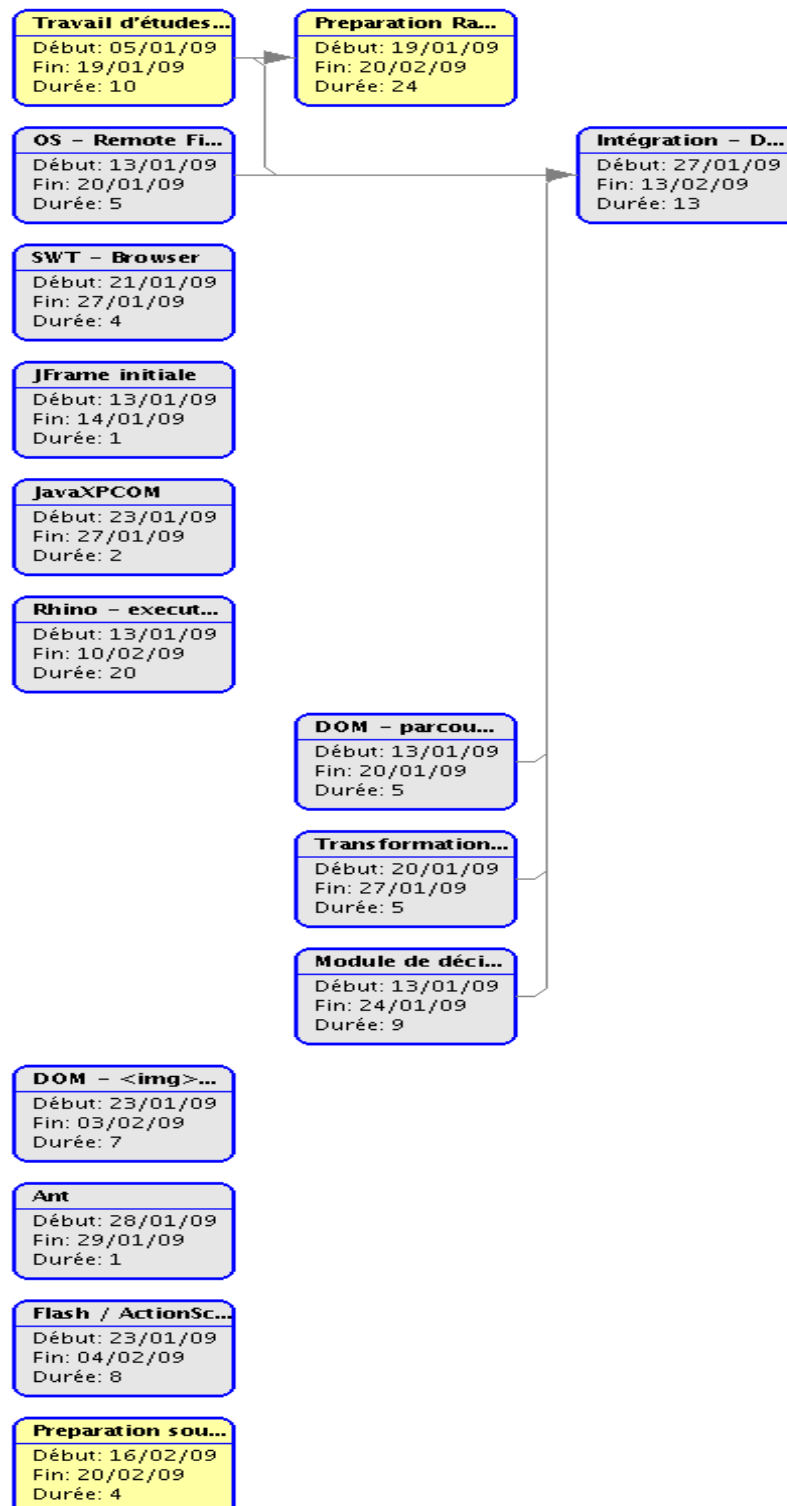 Travail d'études...
Début: 05/01/09
Fin: 19/01/09
Durée: 10
Preparation Ra...
Début: 19/01/09
Fin: 20/02/09
Durée: 24
OS – Remote Fi...
Début: 13/01/09
Fin: 20/01/09
Durée: 5
Intégration – D...
Début: 27/01/09
Fin: 13/02/09
Durée: 13
SWT – Browser
Début: 21/01/09
Fin: 27/01/09
Durée: 4
JFrame initiale
Début: 13/01/09
Fin: 14/01/09
Durée: 1
JavaXPCOM
Début: 23/01/09
Fin: 27/01/09
Durée: 2
Rhino – execut...
Début: 13/01/09
Fin: 10/02/09
Durée: 20
DOM – parcou...
Début: 13/01/09
Fin: 20/01/09
Durée: 5
Transformation...
Début: 20/01/09
Fin: 27/01/09
Durée: 5
Module de déci...
Début: 13/01/09
Fin: 24/01/09
Durée: 9
DOM – <img>...
Début: 23/01/09
Fin: 03/02/09
Durée: 7
Ant
Début: 28/01/09
Fin: 29/01/09
Durée: 1
Flash / ActionSc...
Début: 23/01/09
Fin: 04/02/09
Durée: 8
Preparation sou...
Début: 16/02/09
Fin: 20/02/09
Durée: 4